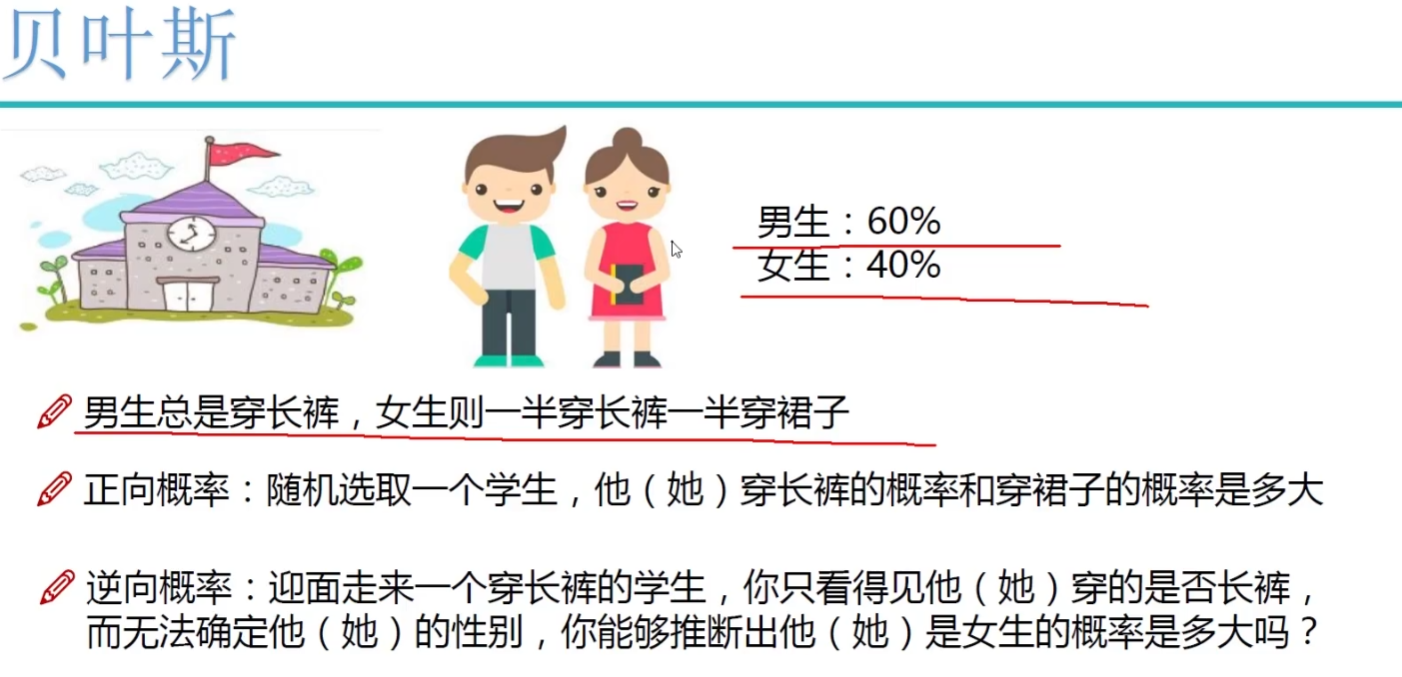 贝叶斯
男生：60%
女生：40%
男生总是穿长裤，女生则一半穿长裤一半穿裙子
正向概率：随机选取一个学生，他（她）穿长裤的概率和穿裙子的概率是多大
逆向概率：迎面走来一个穿长裤的学生，你只看得见他（她）穿的是否长裤，
而无法确定他（她）的性别，你能够推断出他（她）是女生的概率是多大吗？